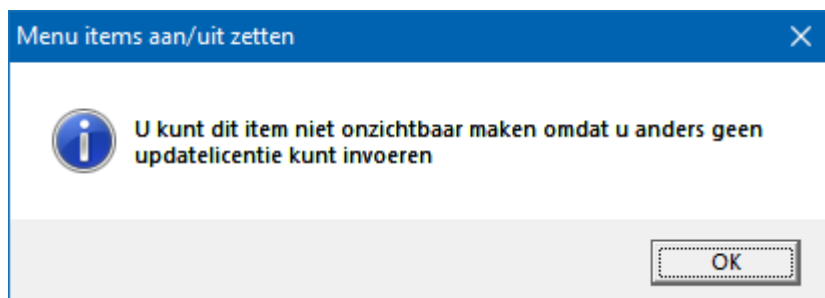 Menu items aan/uit zetten
U kunt dit item niet onzichtbaar maken omdat u anders geen
updatelicentie kunt invoeren
OK